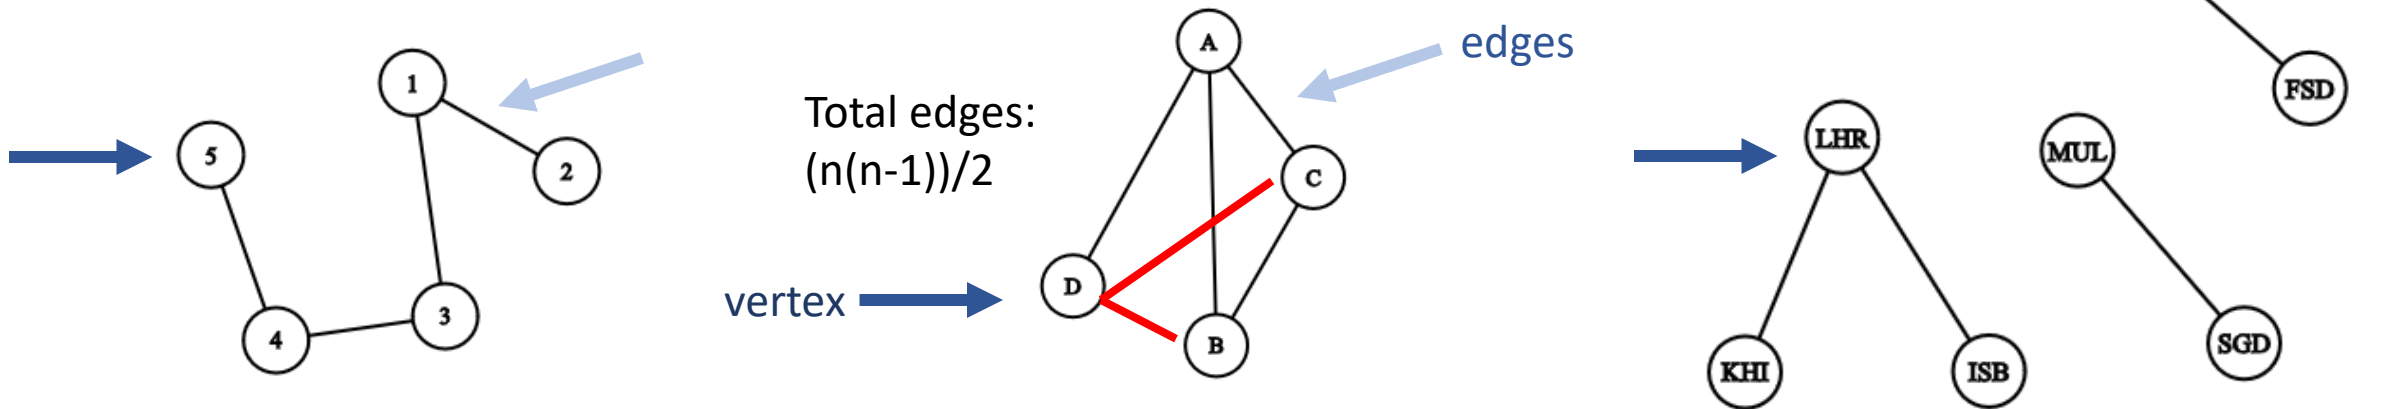 1
2
5
3
4
Total edges:
(n(n-1))/2
vertex
edges
A
C
D
B
FSD
LHR
MUL
KHI
ISB
SGD